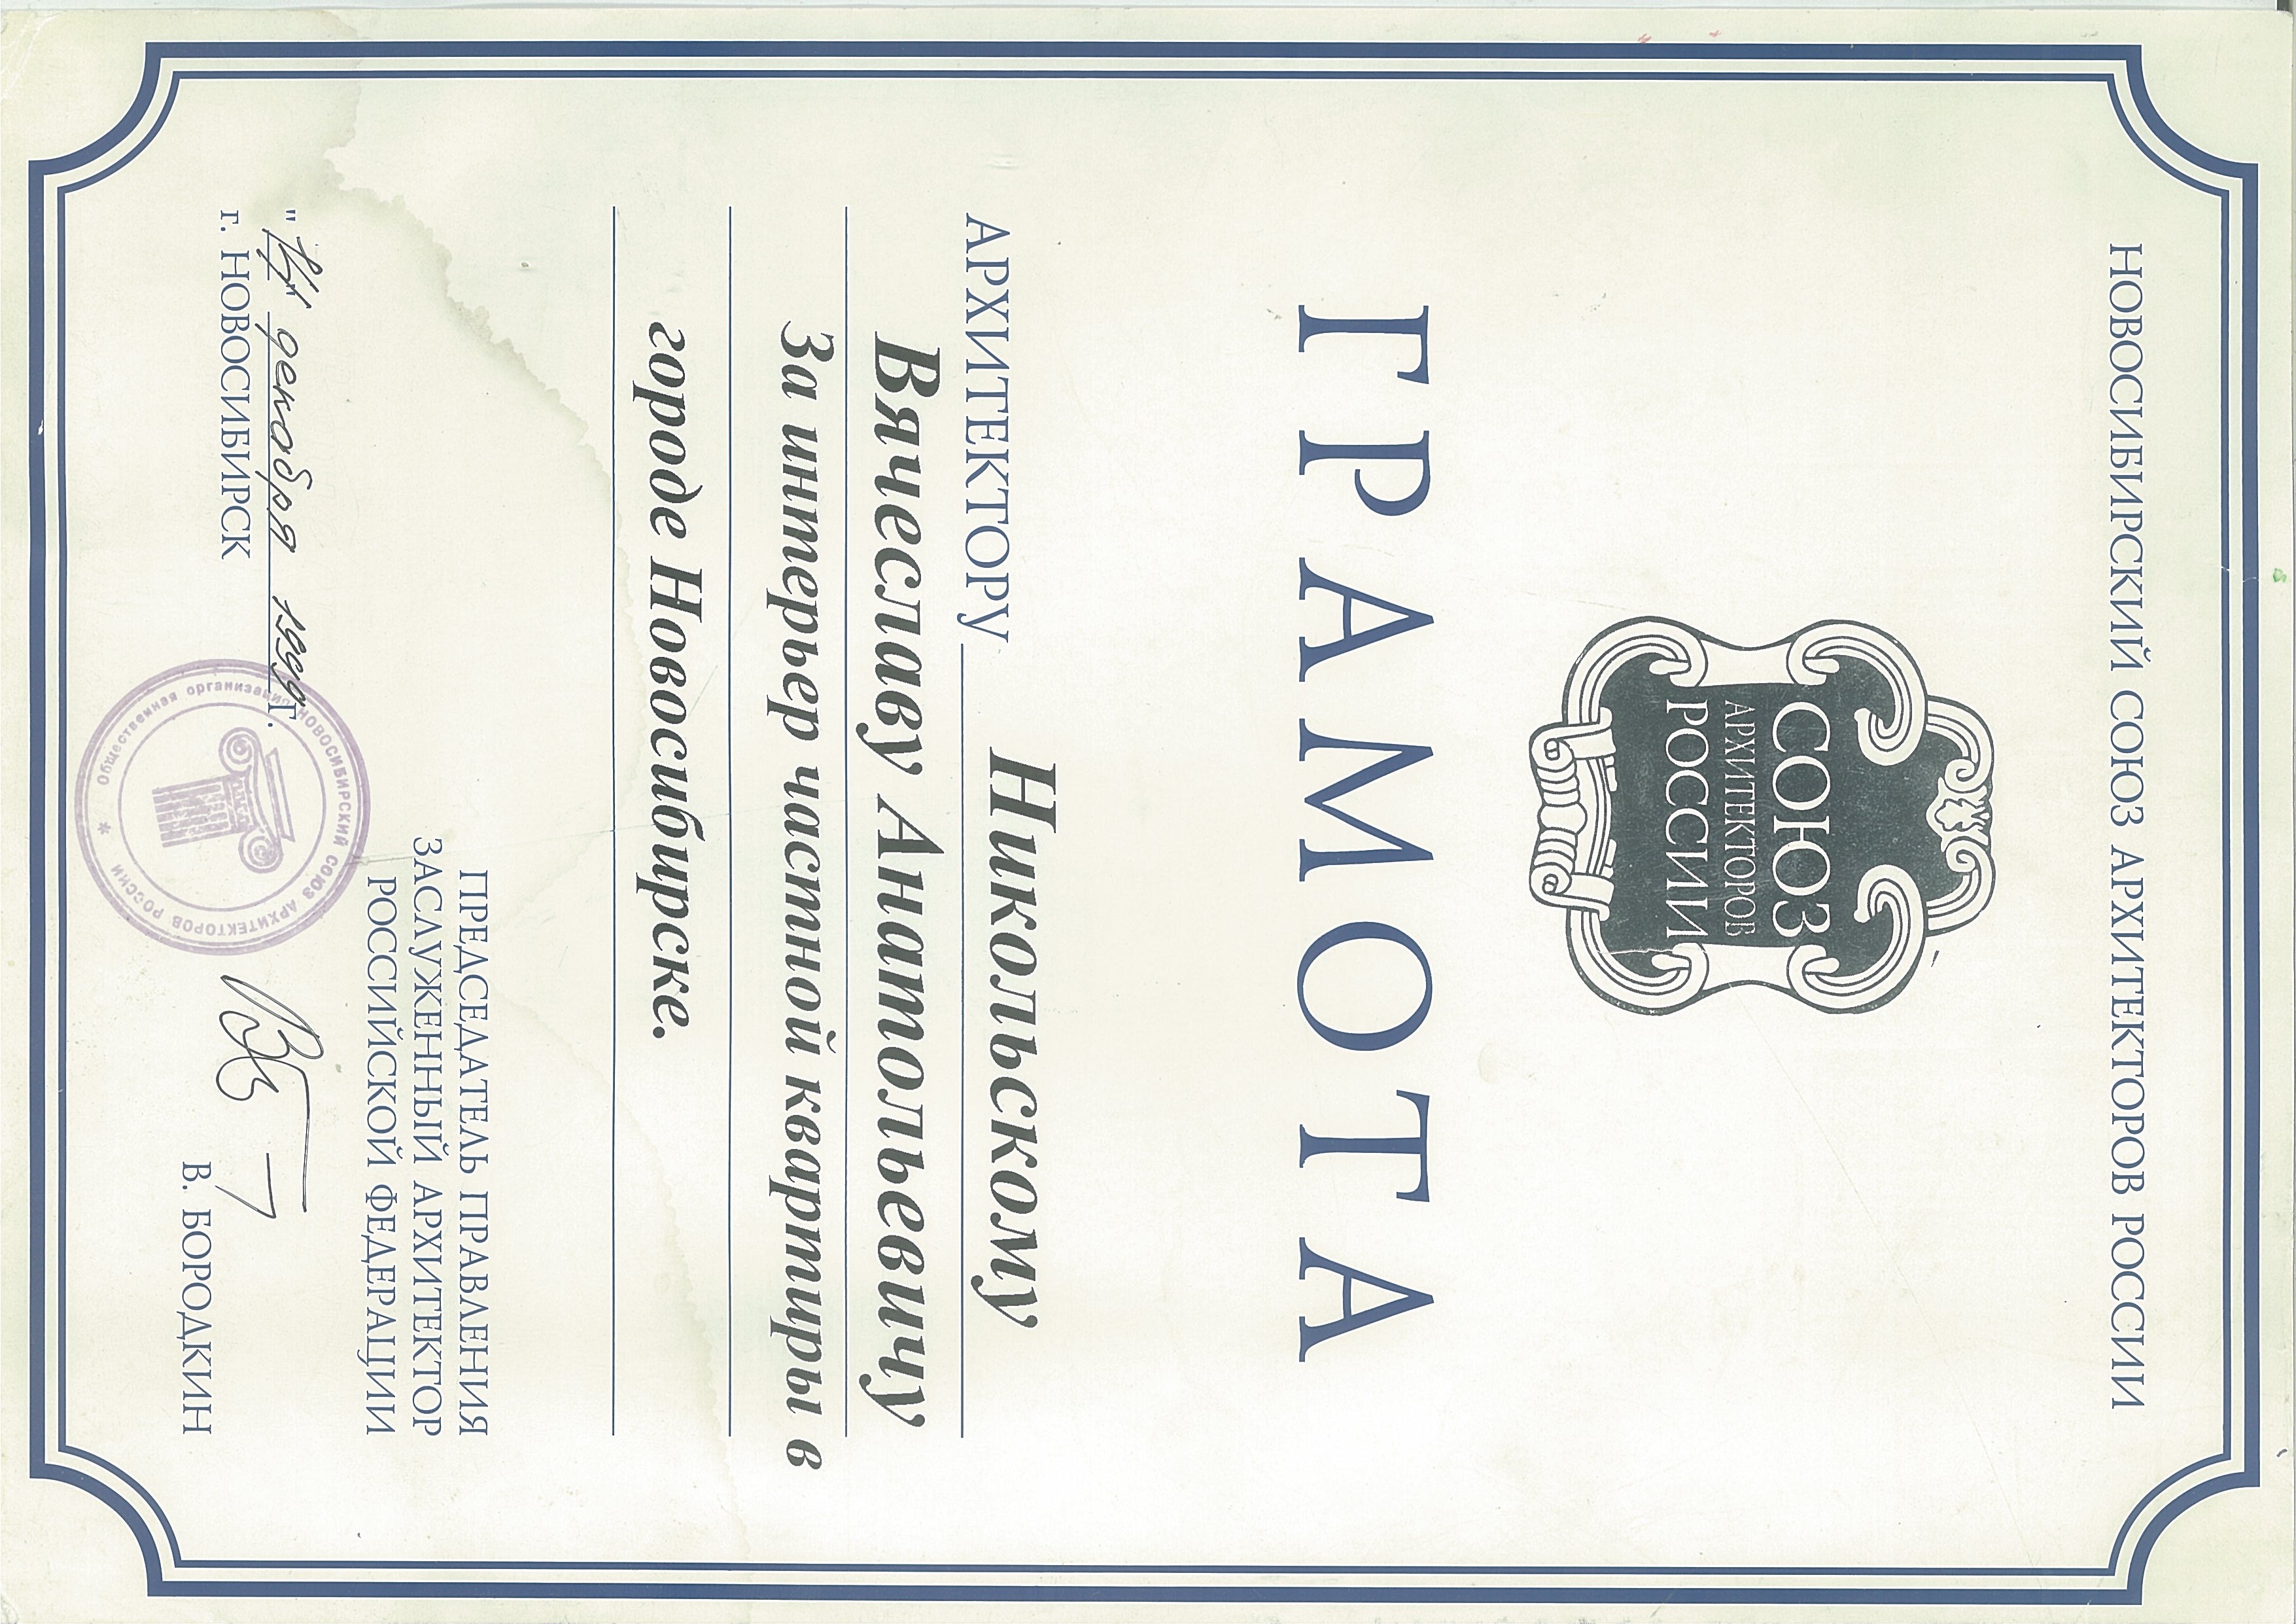 НОВОСИБИРСКИЙ СОЮЗ АРХИТЕКТОРОВ РОССИИ
СОЮЗ
АРХИТЕКТОРОВ
РОССИИ
ГРАМОТА
АРХИТЕКТОРУ Никольскому
Вячеславу Анатольевичу
За интерьер частной квартиры в
городе Новосибирске.
ПРЕДСЕДАТЕЛЬ ПРАВЛЕНИЯ
ЗАСЛУЖЕННЫЙ АРХИТЕКТОР
РОССИЙСКОЙ ФЕДЕРАЦИИ
"14" декабря 1999 г.
г. НОВОСИБИРСК
В. БОРОДКИН
Общественная организация НОВОСИБИРСКИЙ СОЮЗ АРХИТЕКТОРОВ РОССИИ *